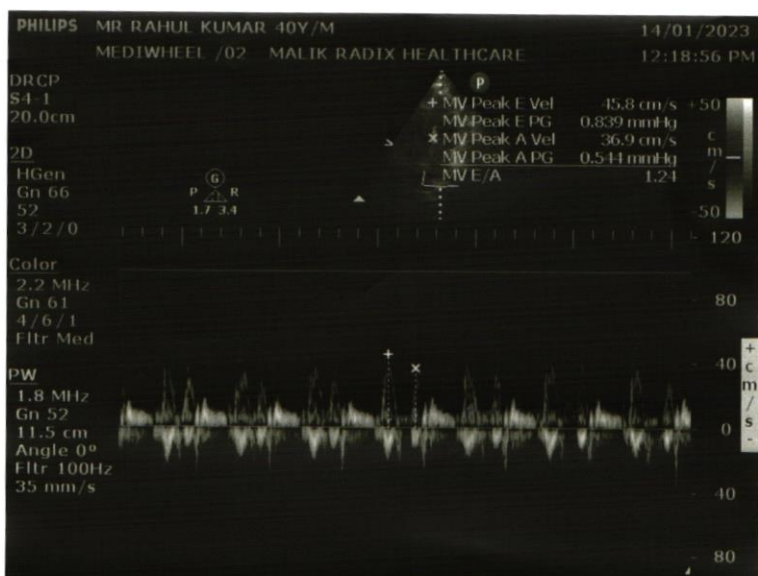 PHILIPS MR RAHUL KUMAR 40Y/M 14/01/2023
MEDIWHEEL /02 MALIK RADIX HEALTHCARE 12:18:56 PM
DRCP
S4-1
20.0cm
2D
HGen
Gn 66
52
3/2/0
Color
2.2 MHz
Gn 61
4/6/1
Fltr Med
PW
1.8 MHz
Gn 52
11.5 cm
Angle 0°
Fltr 100Hz
35 mm/s
G
P R
1.7 3.4
P
+ MV Peak E Vel 45.8 cm/s
MV Peak E PG 0.839 mmHg
x MV Peak A Vel 36.9 cm/s
MV Peak A PG 0.544 mmHg
MV E/A 1.24
+50
cm/s
-50
120
80
40
+
cm/s
-
0
40
80